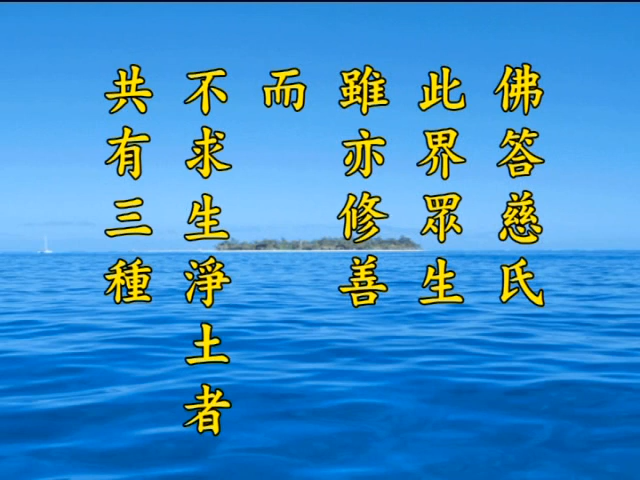 佛答慈氏
此界眾生
雖亦修善
而
不求生淨土者
共有三種